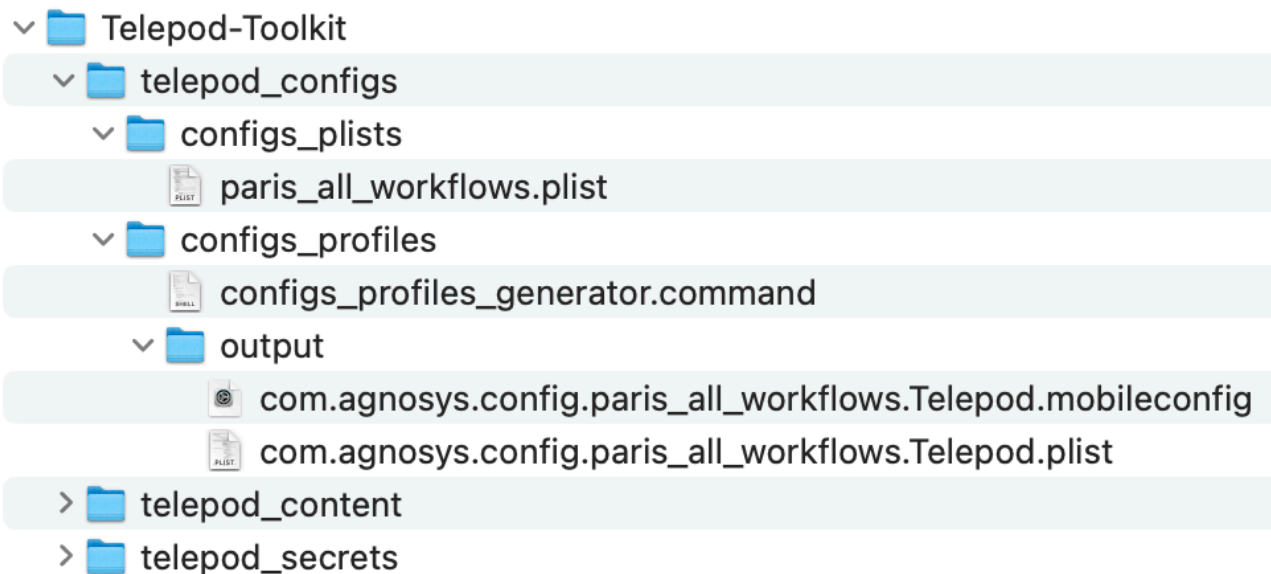 Telepod-Toolkit
telepod_configs
configs_plists
PLIST
paris_all_workflows.plist
configs_profiles
SHELL
configs_profiles_generator.command
output
com.agnosys.config.paris_all_workflows.Telepod.mobileconfig
PLIST
com.agnosys.config.paris_all_workflows.Telepod.plist
telepod_content
telepod_secrets